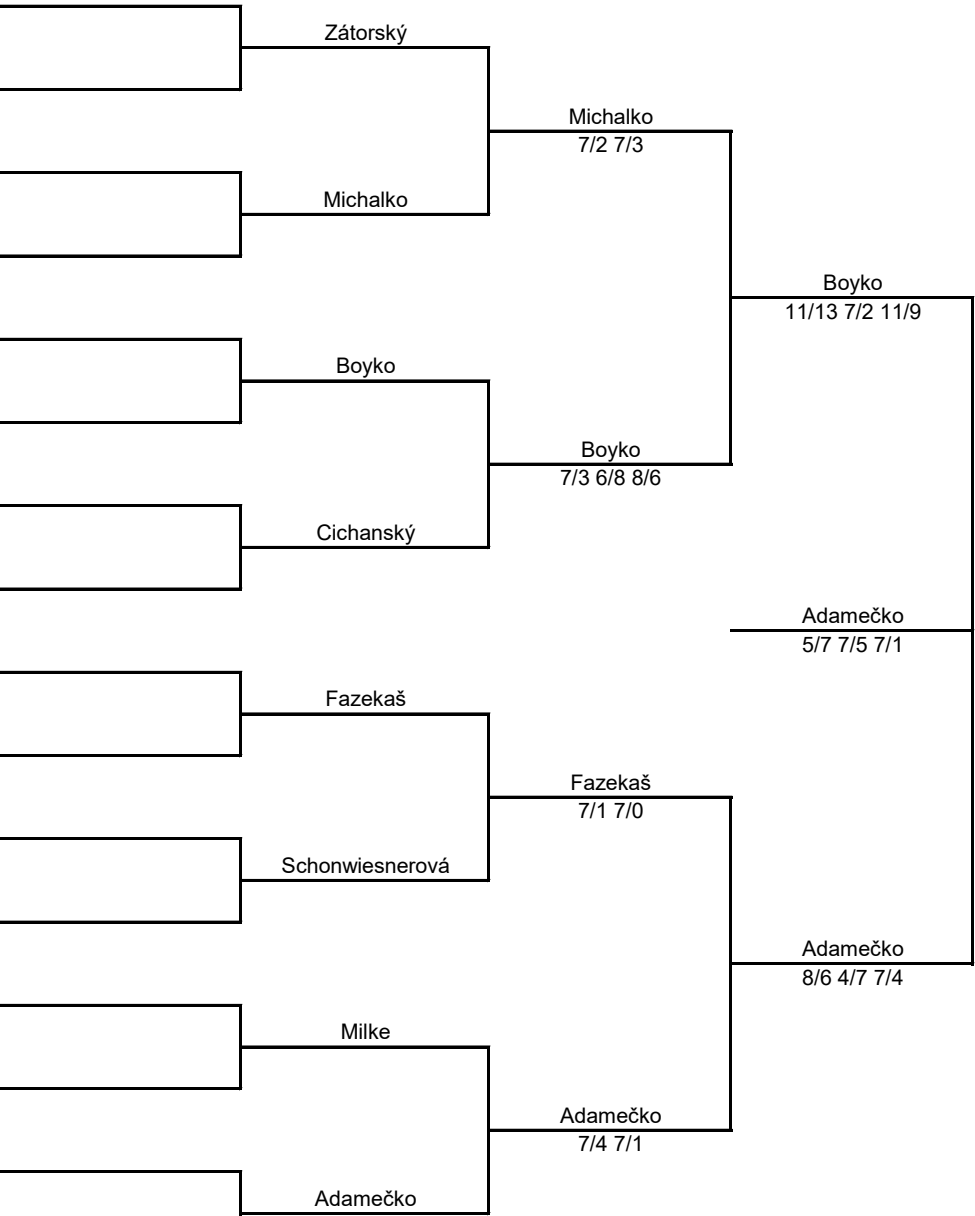 Zátorský
Michalko
7/2 7/3
Michalko
Boyko
11/13 7/2 11/9
Boyko
Boyko
7/3 6/8 8/6
Cichanský
Adamečko
5/7 7/5 7/1
Fazekaš
Fazekaš
7/1 7/0
Schonwiesnerová
Adamečko
8/6 4/7 7/4
Milke
Adamečko
7/4 7/1
Adamečko